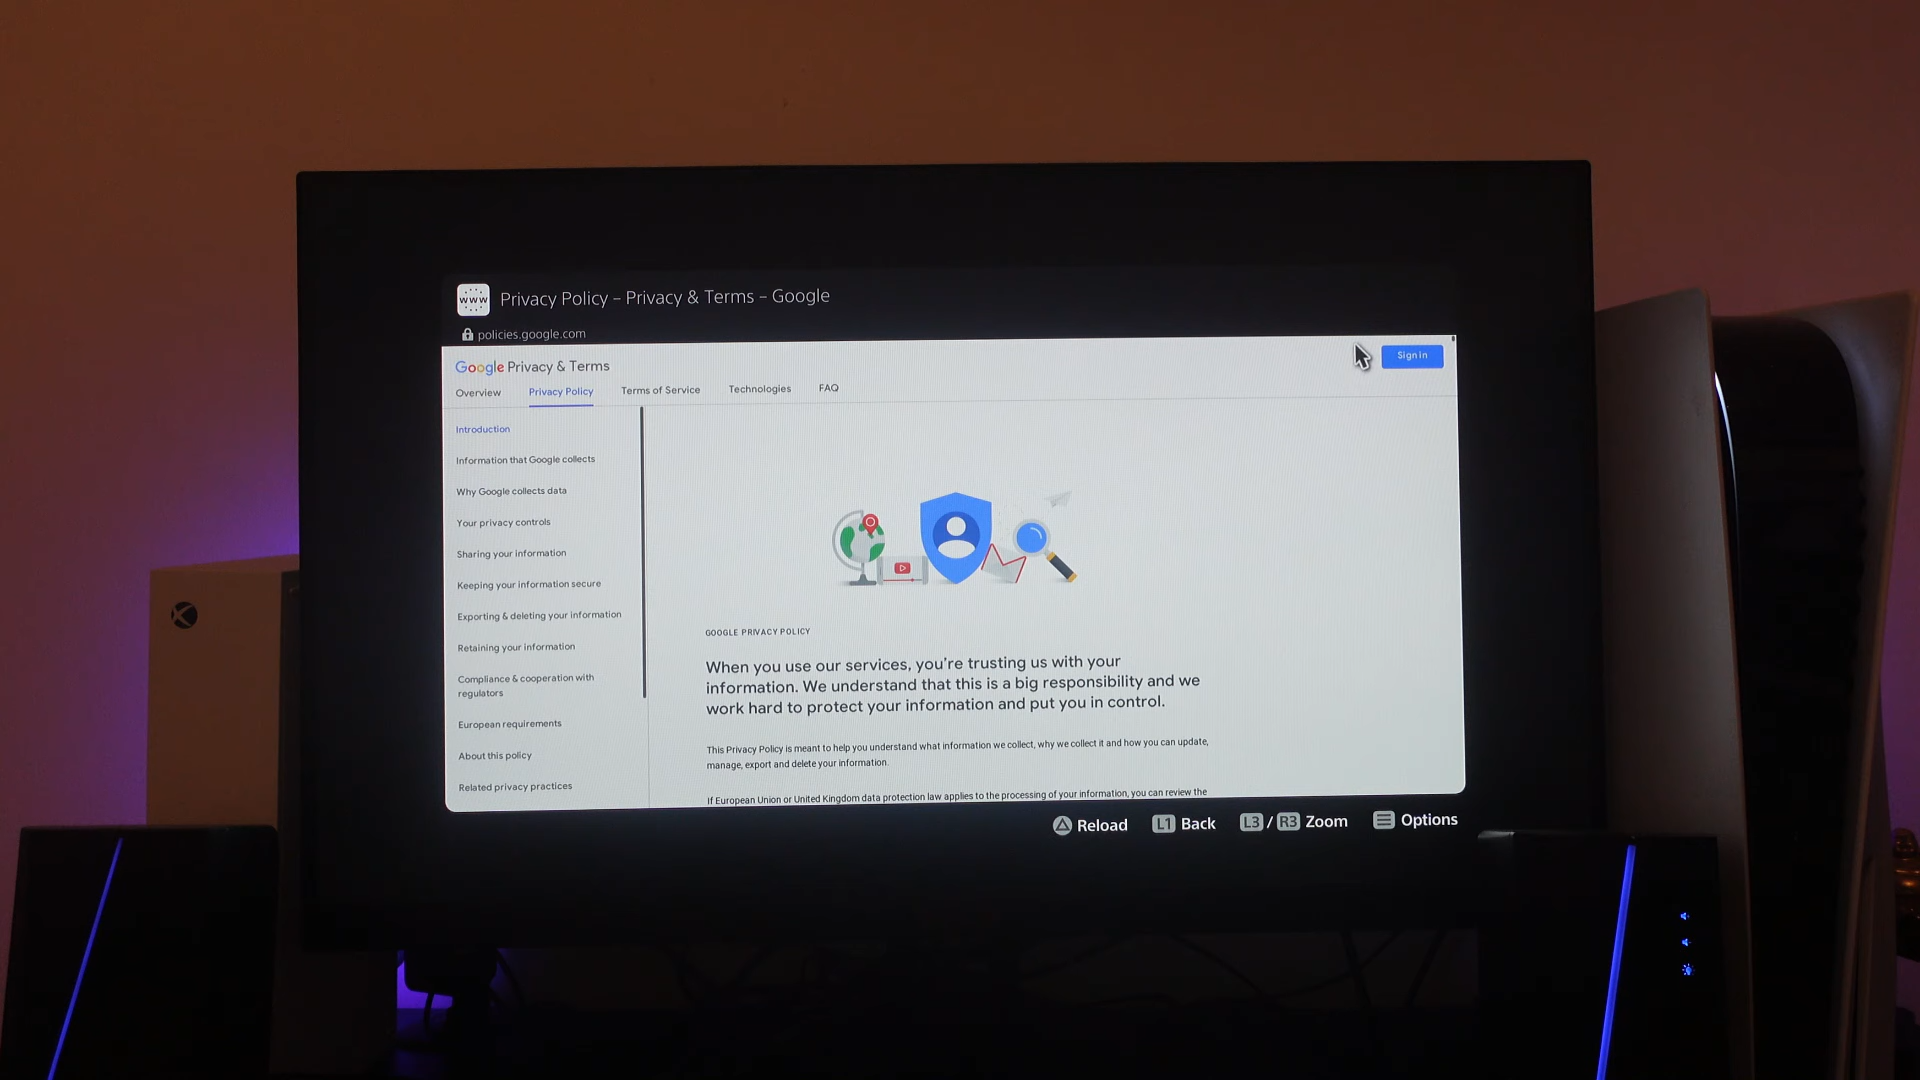 www
Privacy Policy – Privacy & Terms – Google
policies.google.com
Google Privacy & Terms
Sign in
Overview
Privacy Policy
Terms of Service
Technologies
FAQ
Introduction
Information that Google collects
Why Google collects data
Your privacy controls
Sharing your information
Keeping your information secure
Exporting & deleting your information
Retaining your information
Compliance & cooperation with
regulators
European requirements
About this policy
Related privacy practices
GOOGLE PRIVACY POLICY
When you use our services, you're trusting us with your
information. We understand that this is a big responsibility and we
work hard to protect your information and put you in control.
This Privacy Policy is meant to help you understand what information we collect, why we collect it and how you can update,
manage, export and delete your information.
If European Union or United Kingdom data protection law applies to the processing of your information, you can review the
Reload
L1 Back
L3 / R3 Zoom
Options